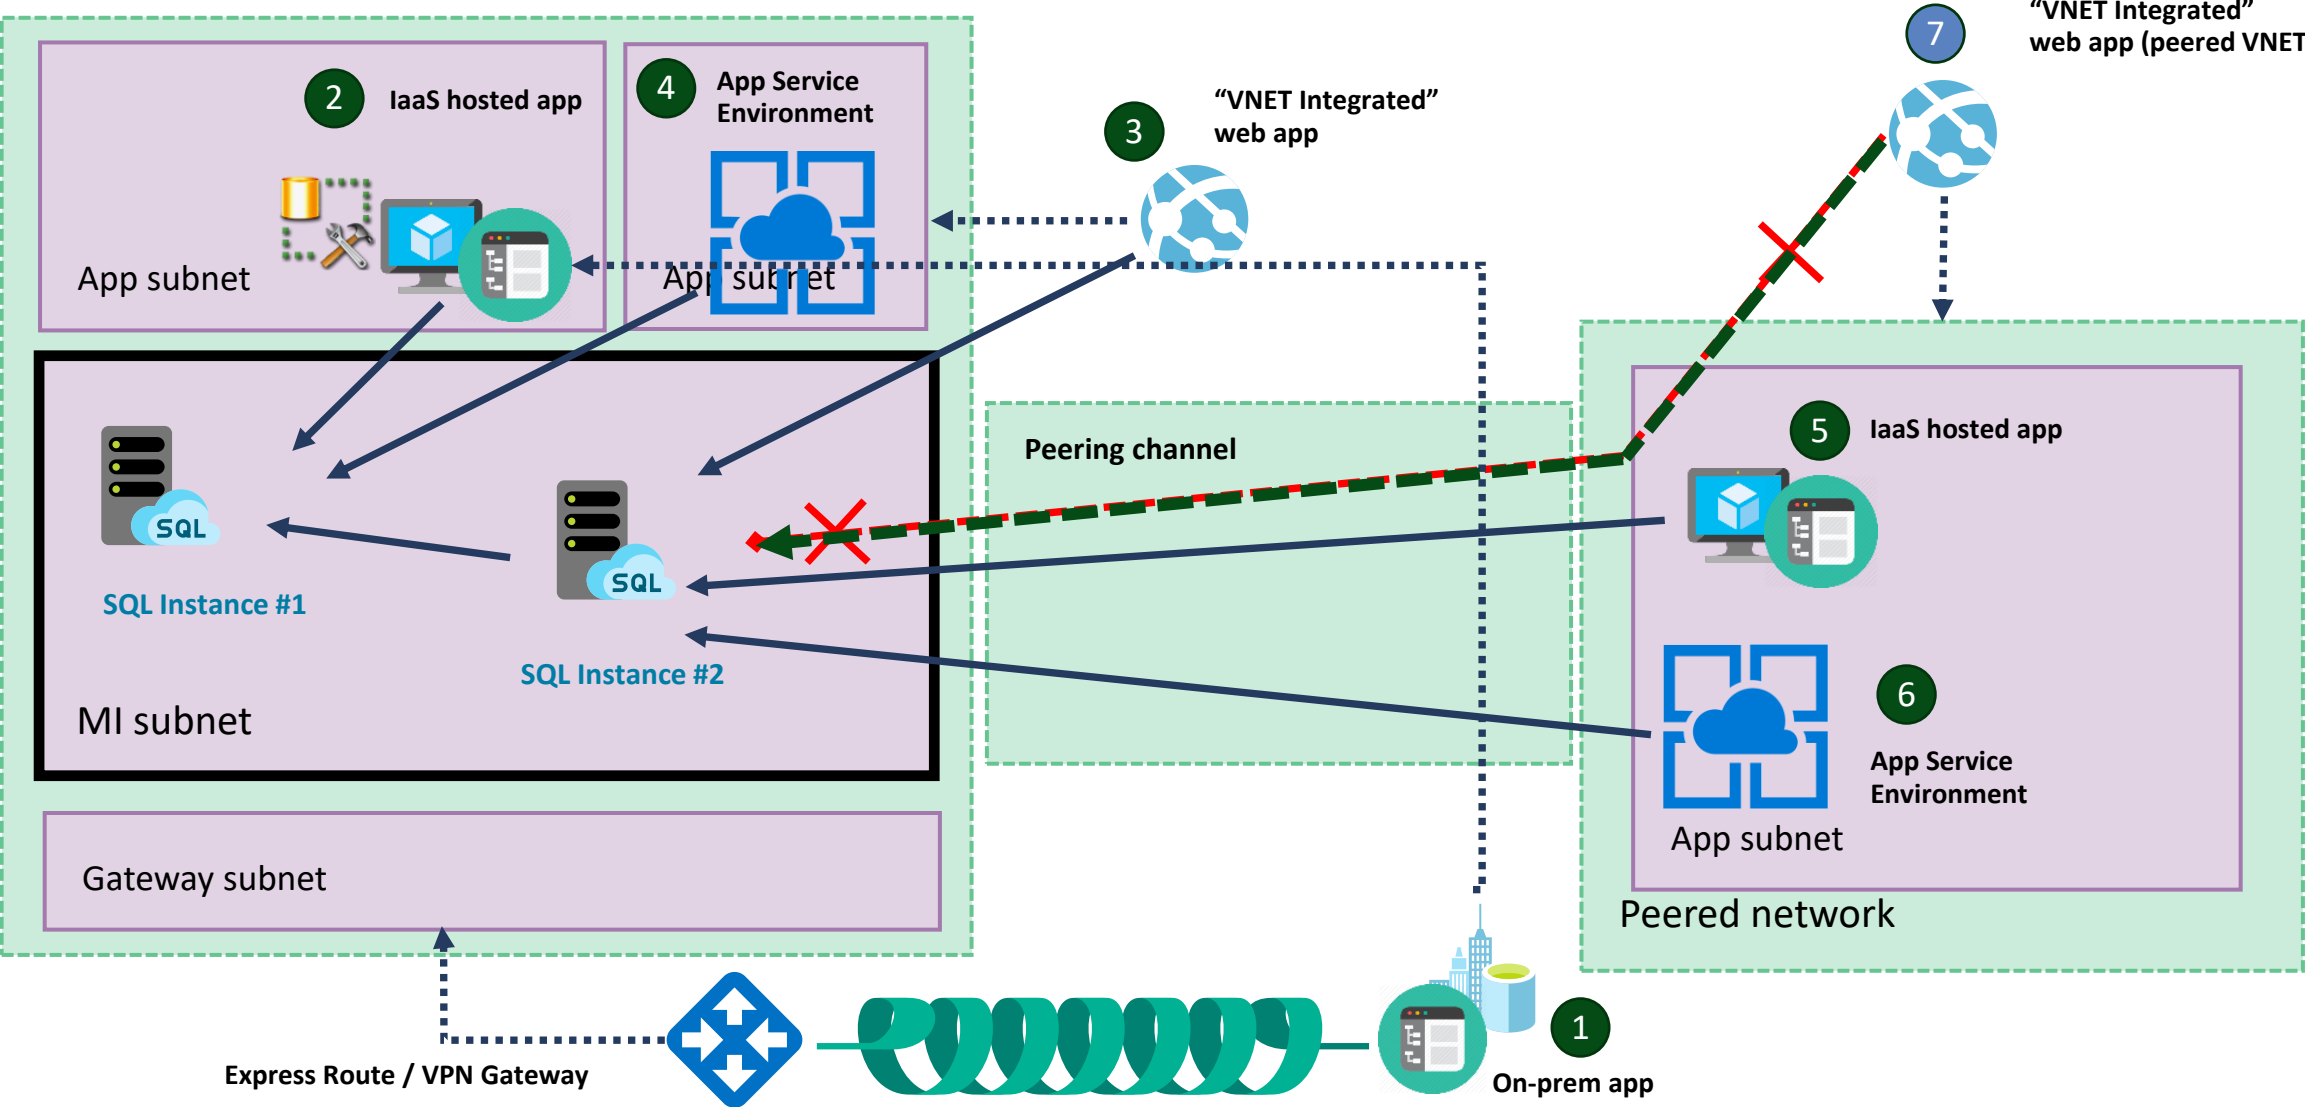 “VNET Integrated”
web app (peered VNET
7
2
IaaS hosted app
4
App Service
Environment
3
“VNET Integrated”
web app
App subnet
App subnet
Peering channel
5
IaaS hosted app
SQL
SQL
SQL Instance #1
SQL Instance #2
MI subnet
6
App Service
Environment
App subnet
Gateway subnet
Peered network
1
Express Route / VPN Gateway
On-prem app